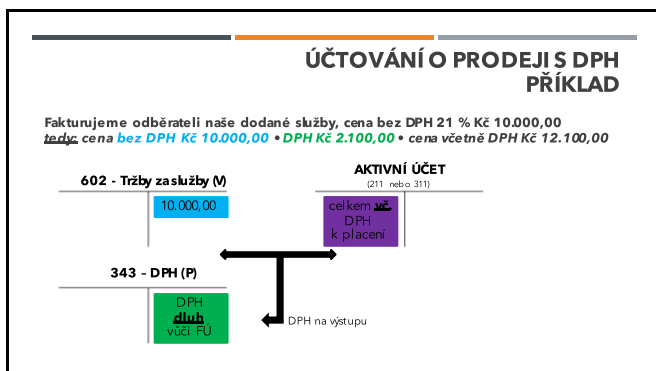 ÚČTOVÁNÍ O PRODEJI S DPH
PŘÍKLAD
Fakturujeme odběrateli naše dodané služby, cena bez DPH 21 % Kč 10.000,00
tedy: cena bez DPH Kč 10.000,00 • DPH Kč 2.100,00 • cena včetně DPH Kč 12.100,00
AKTIVNÍ ÚČET
(211 nebo 311)
602 - Tržby za služby (V)
10.000,00
celkem vč.
DPH
k placení
343 – DPH (P)
DPH
dluh
vůči FÚ
DPH na výstupu